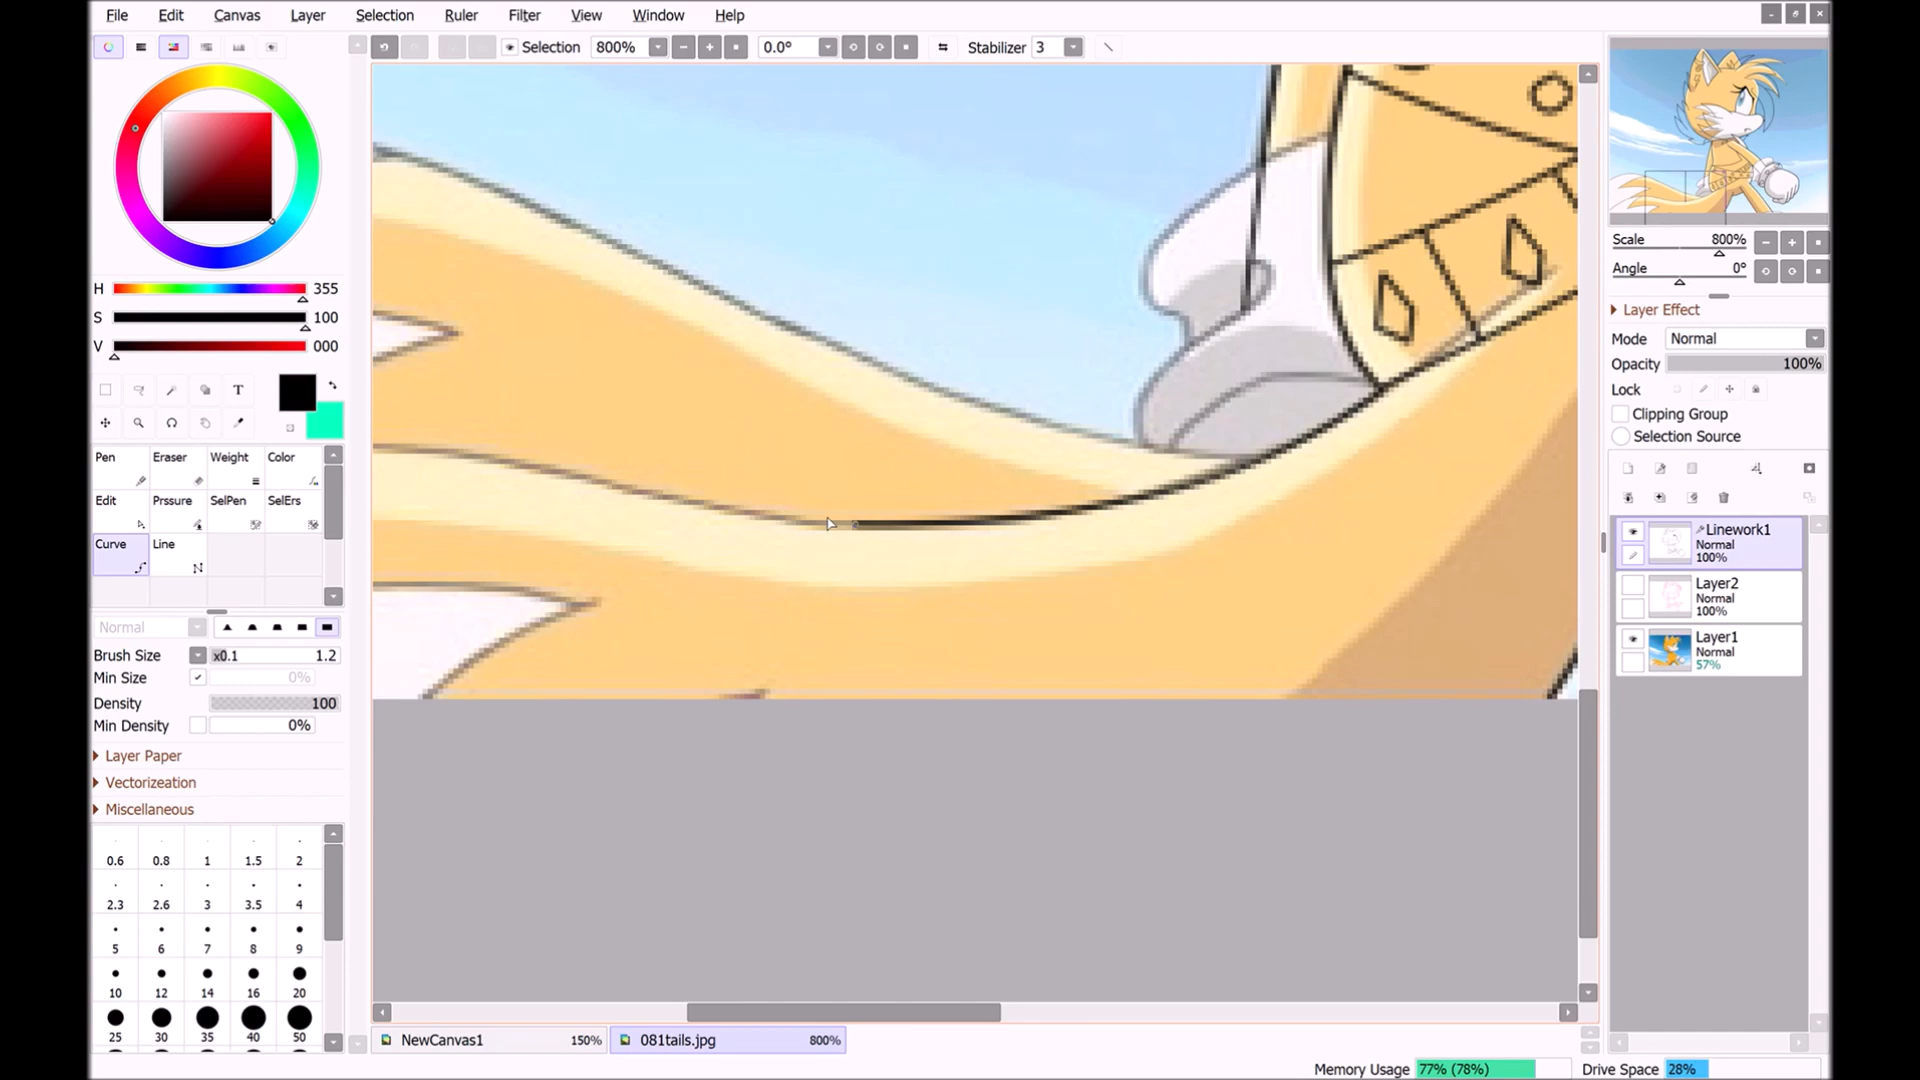 File Edit Canvas Layer Selection Ruler Filter View Window Help
Selection 800% 0.0° Stabilizer 3
H 355
S 100
V 000
T
Pen Eraser Weight Color
Edit Prssure SelPen SelErs
Curve Line
Normal
Brush Size x0.1 1.2
Min Size 0%
Density 100
Min Density 0%
Layer Paper
Vectorizeation
Miscellaneous
0.6 0.8 1 1.5 2
2.3 2.6 3 3.5 4
5 6 7 8 9
10 12 14 16 20
25 30 35 40 50
Scale 800%
Angle 0°
Layer Effect
Mode Normal
Opacity 100%
Lock
Clipping Group
Selection Source
Linework1
Normal
100%
Layer2
Normal
100%
Layer1
Normal
57%
NewCanvas1 150% 081tails.jpg 800%
Memory Usage 77% (78%) Drive Space 28%